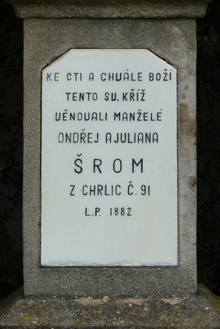 KE CTI A CHVÁLE BOŽÍ
TENTO SV. KŘÍŽ
VĚNOVALI MANŽELÉ
ONDŘEJ A JULIANA
ŠROM
Z CHRLIC Č. 91
L.P. 1882